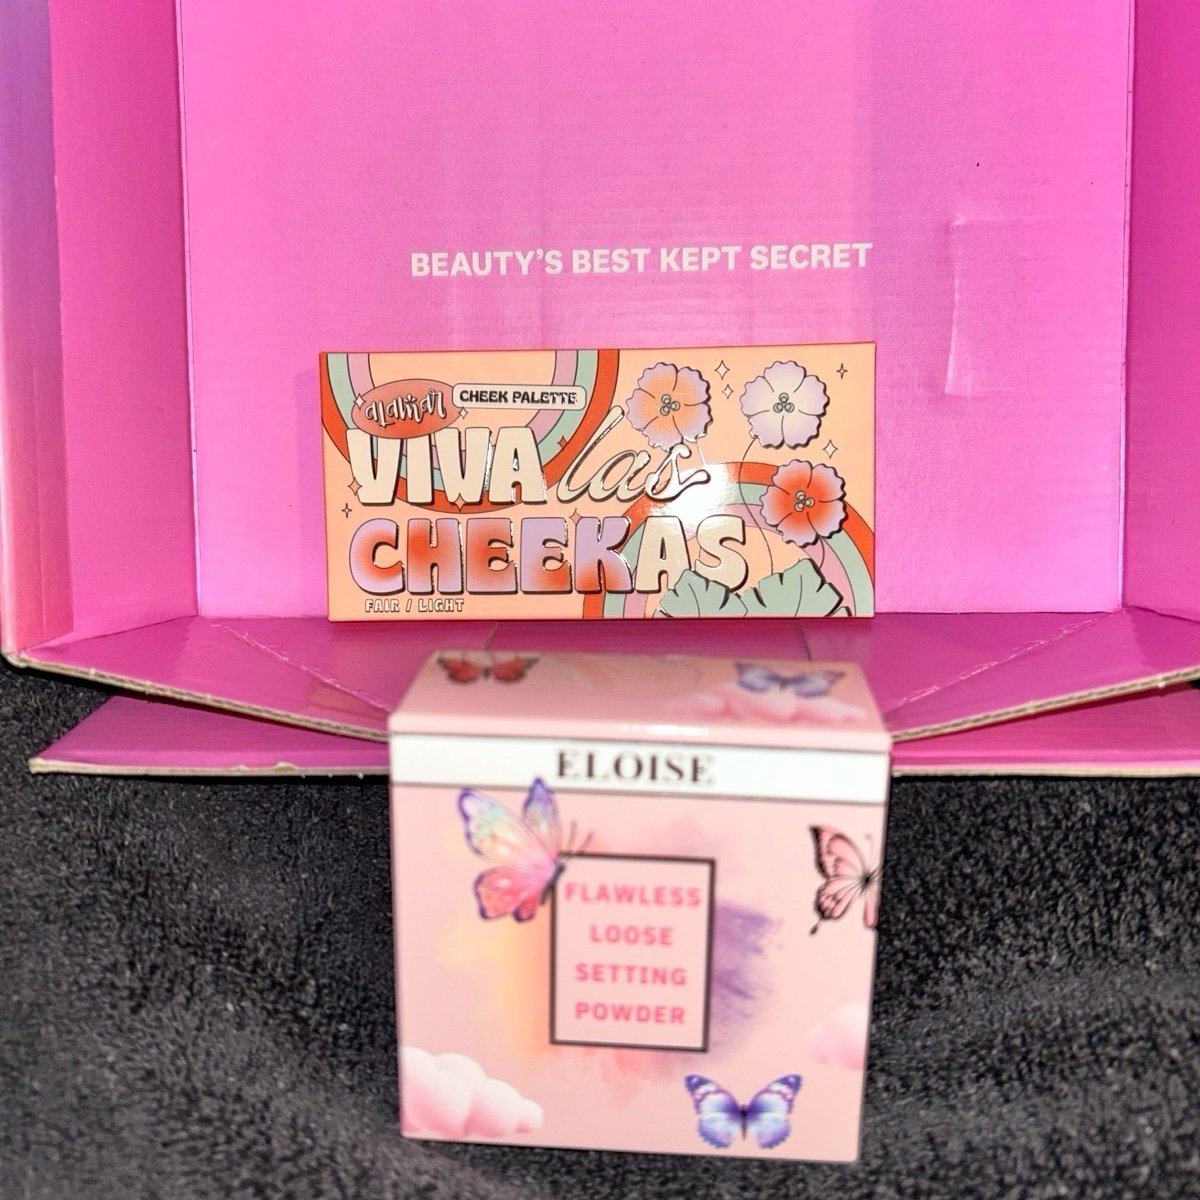 BEAUTY'S BEST KEPT SECRET
alamar
CHEEK PALETTE
VIVA las
CHEEKAS
FAIR / LIGHT
ELOISE
FLAWLESS
LOOSE
SETTING
POWDER